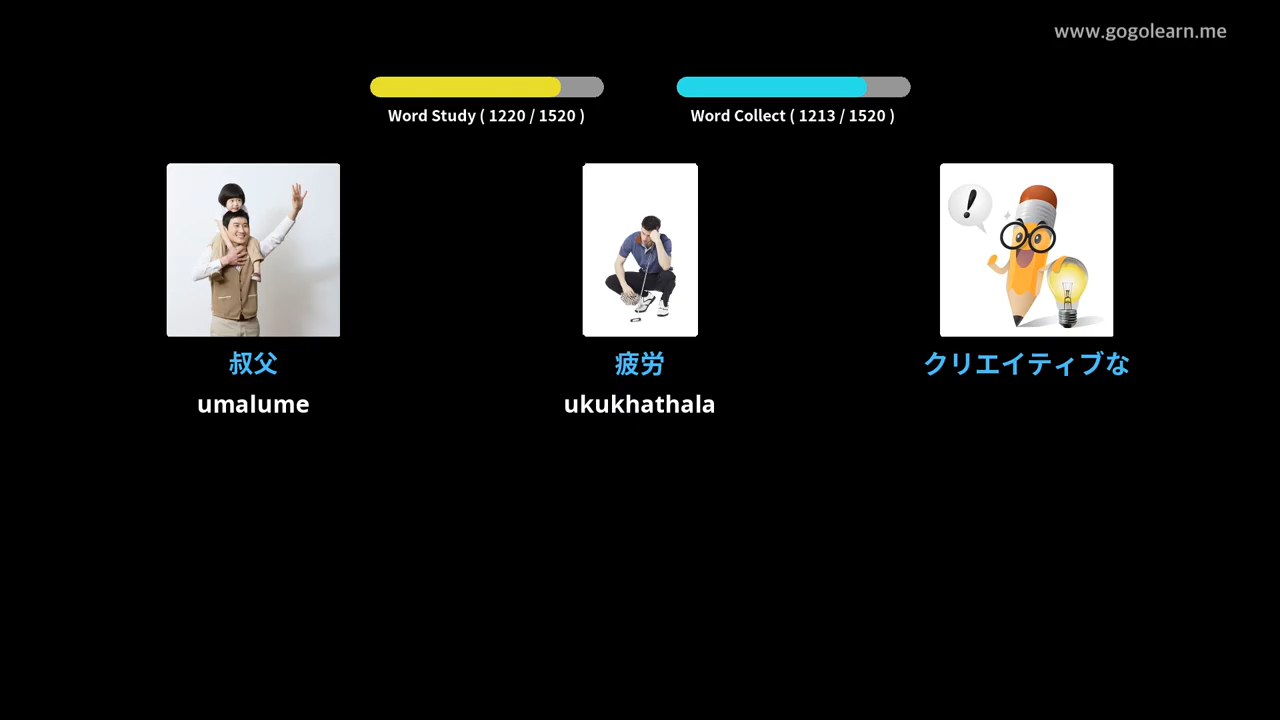 www.gogolearn.me
Word Study ( 1220 / 1520 )
Word Collect ( 1213 / 1520 )
叔父
疲労
クリエイティブな
umalume
ukukhathala